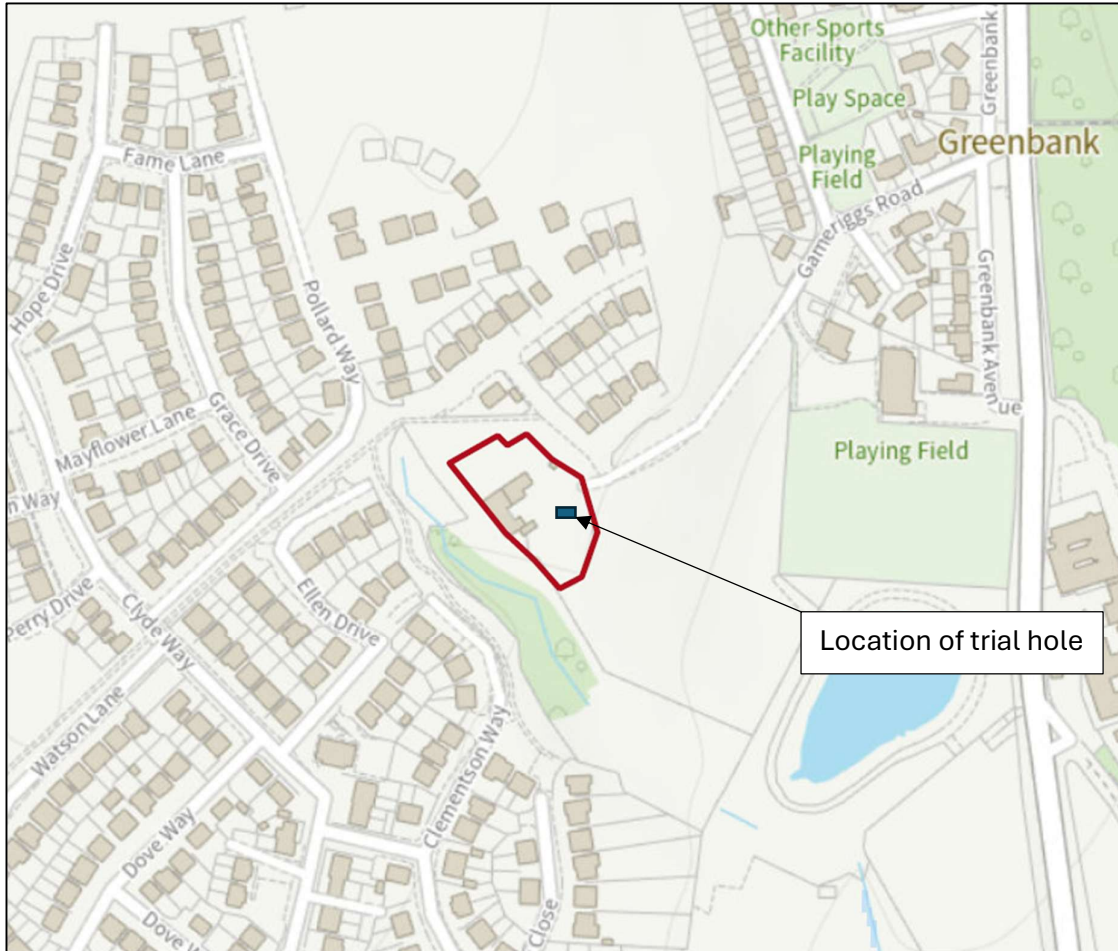 Other Sports
Facility
Play Space
Playing
Field
Greenbank
Greenbank
Fame Lane
Gameriggs Road
Hope Drive
Pollard Way
Greenbank Avenue
Mayflower Lane
Grace Drive
Playing Field
n Way
Perry Drive
Clyde Way
Ellen Drive
Location of trial hole
Watson Lane
Clementson Way
Dove Way
Dove W
Close